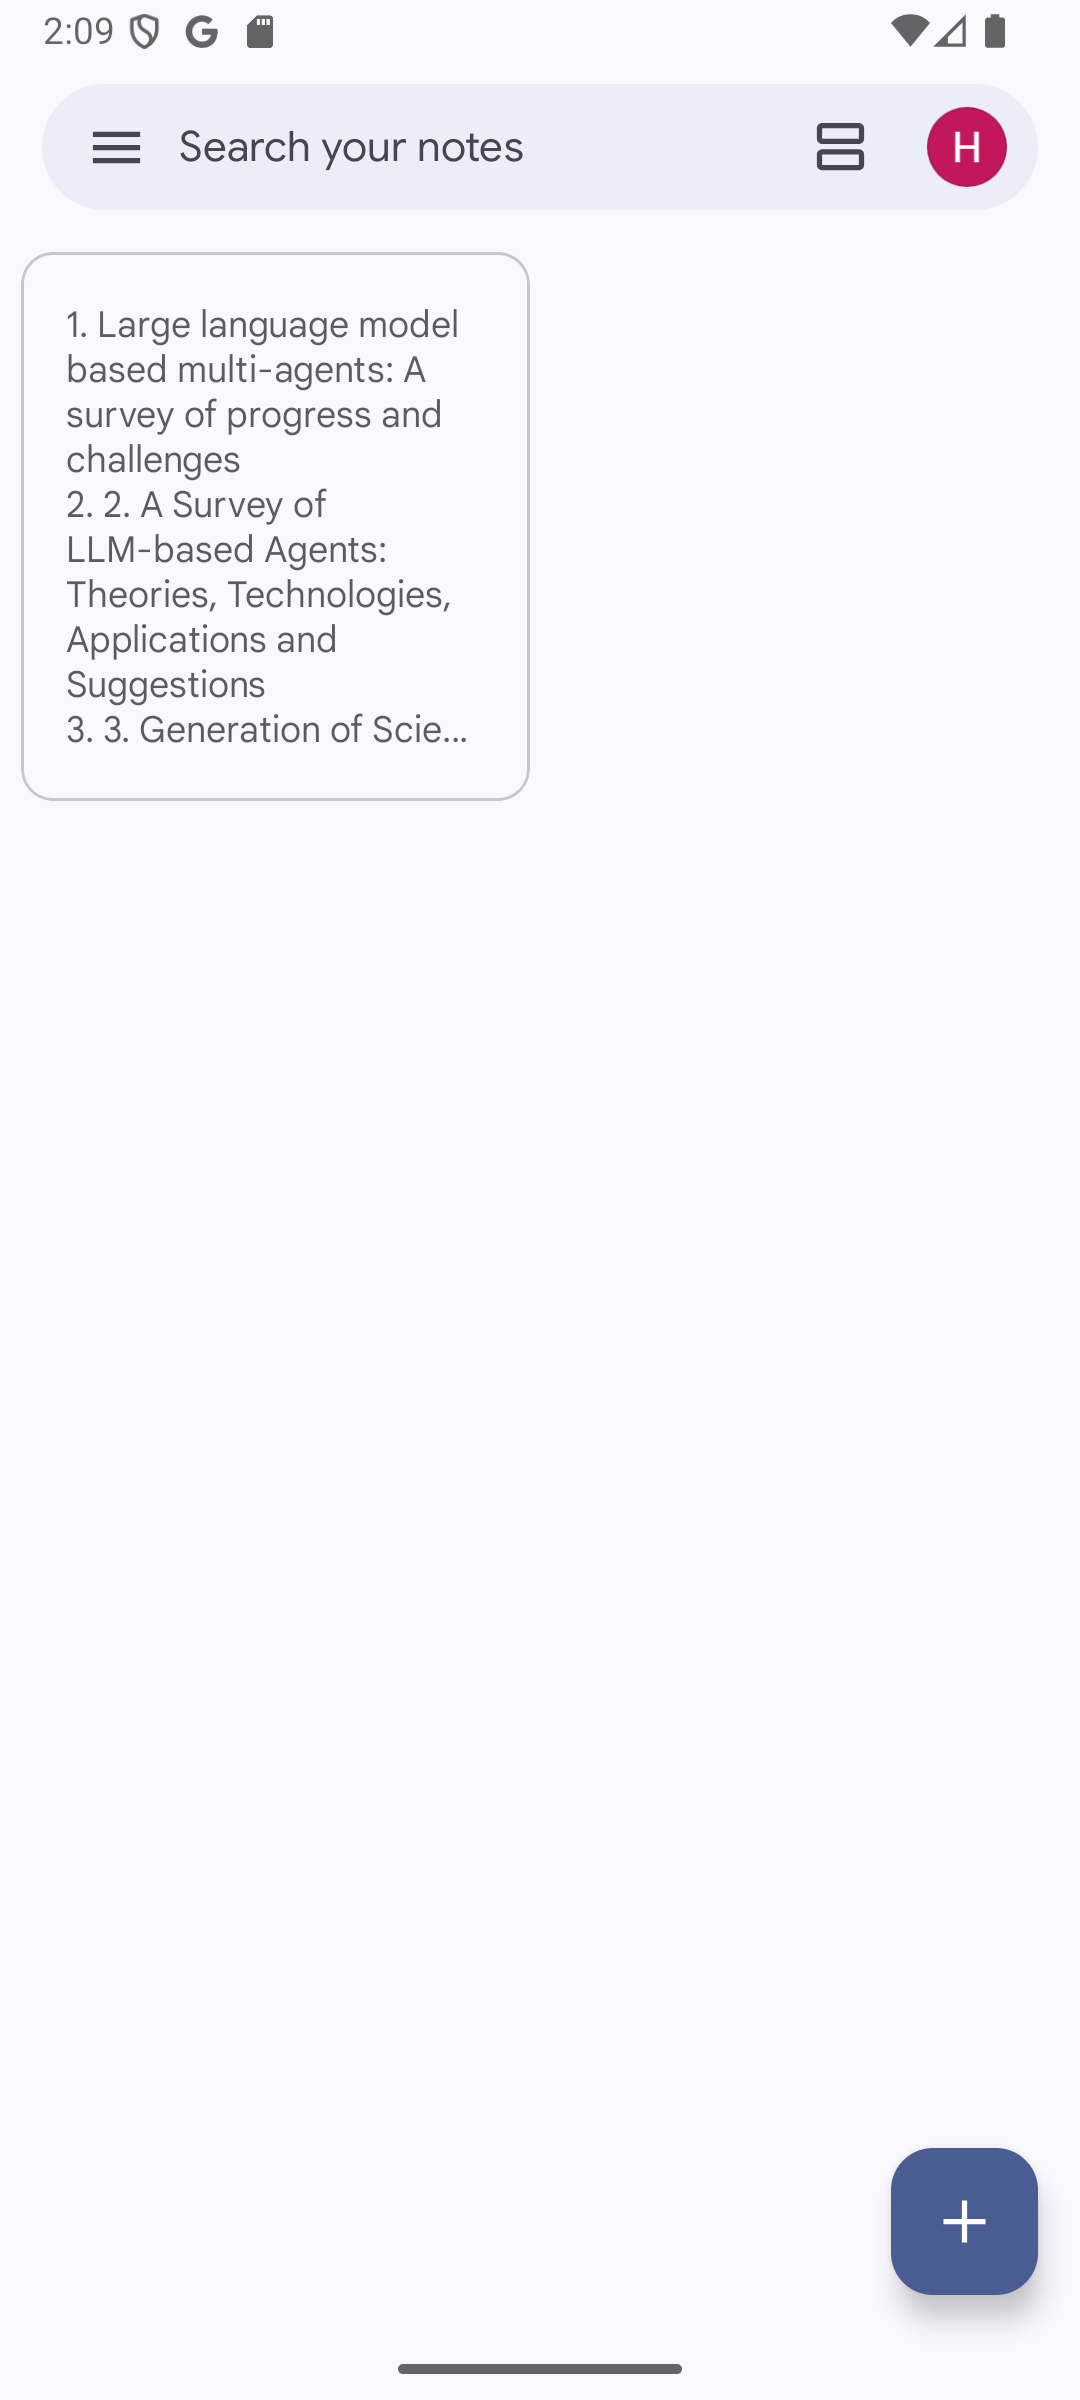 2:09
Search your notes
H
1. Large language model
based multi-agents: A
survey of progress and
challenges
2. 2. A Survey of
LLM-based Agents:
Theories, Technologies,
Applications and
Suggestions
3. 3. Generation of Scie...